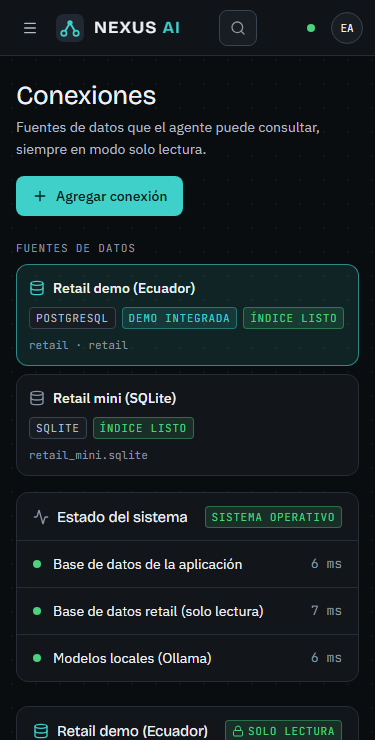 NEXUS AI
EA
Conexiones
Fuentes de datos que el agente puede consultar,
siempre en modo solo lectura.
+ Agregar conexión
FUENTES DE DATOS
Retail demo (Ecuador)
POSTGRESQL DEMO INTEGRADA ÍNDICE LISTO
retail · retail
Retail mini (SQLite)
SQLITE ÍNDICE LISTO
retail_mini.sqlite
Estado del sistema SISTEMA OPERATIVO
Base de datos de la aplicación 6 ms
Base de datos retail (solo lectura) 7 ms
Modelos locales (Ollama) 6 ms
Retail demo (Ecuador) SOLO LECTURA